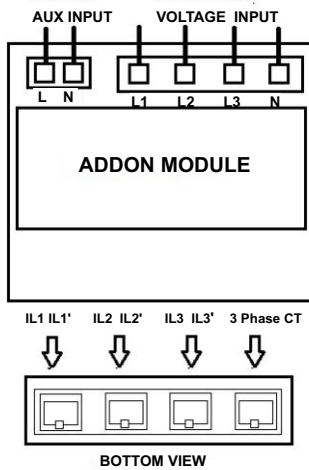 AUX INPUT VOLTAGE INPUT
L N L1 L2 L3 N
ADDON MODULE
IL1 IL1' IL2 IL2' IL3 IL3' 3 Phase CT
BOTTOM VIEW